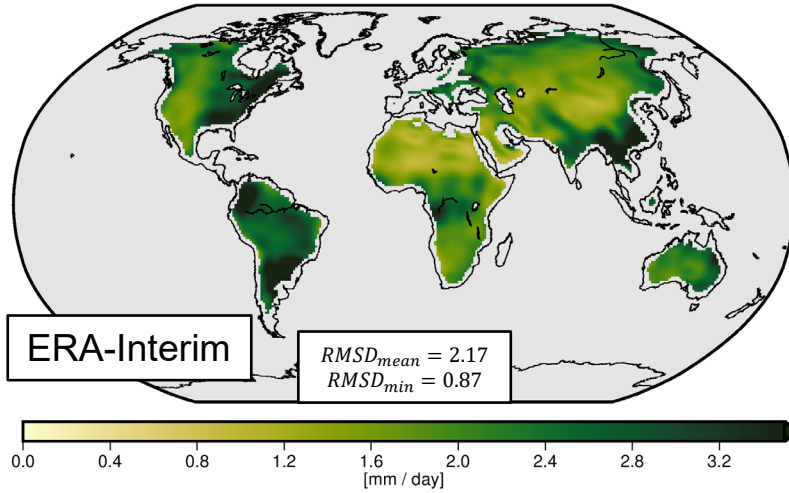 ERA-Interim
RMSD_mean = 2.17
RMSD_min = 0.87
0.0 0.4 0.8 1.2 1.6 2.0 2.4 2.8 3.2
[mm / day]